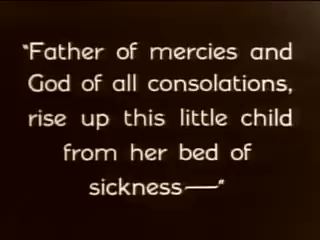 "Father of mercies and
God of all consolations,
rise up this little child
from her bed of
sickness—"